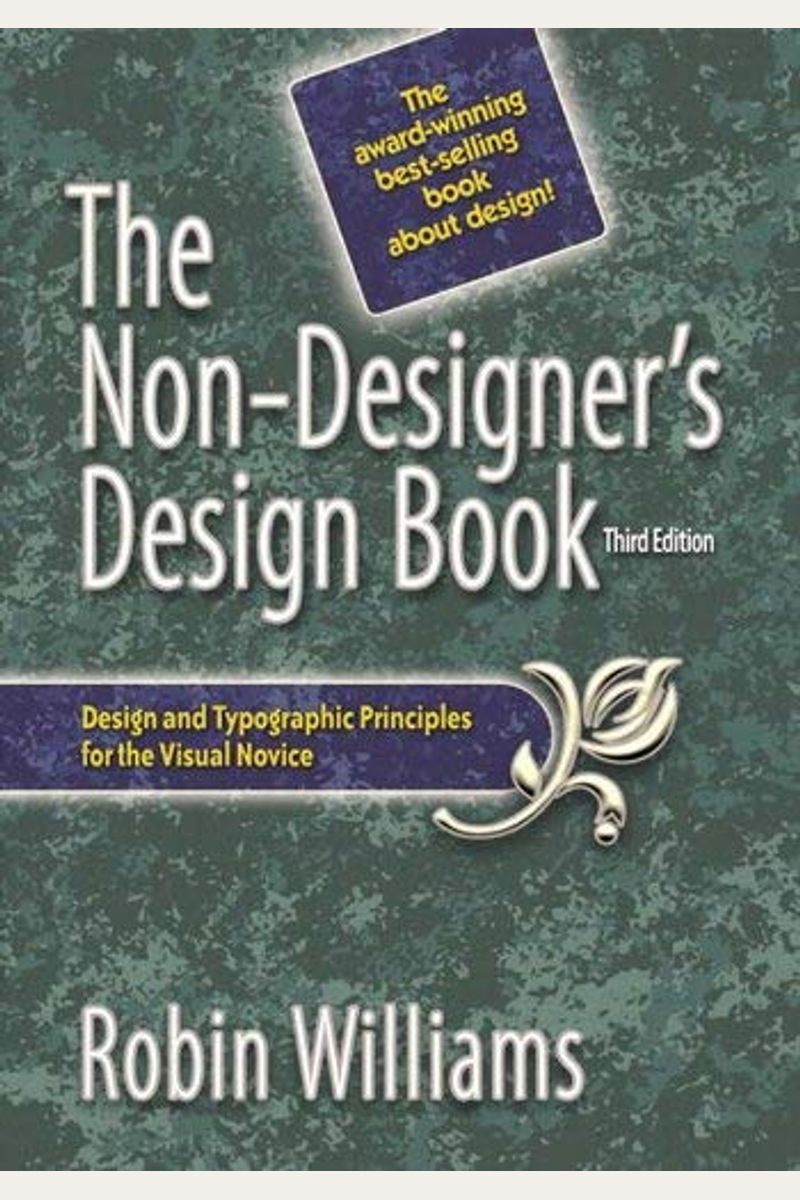 The
award-winning
best-selling
book
about design!
The
Non-Designer's
Design Book
Third Edition
Design and Typographic Principles
for the Visual Novice
Robin Williams